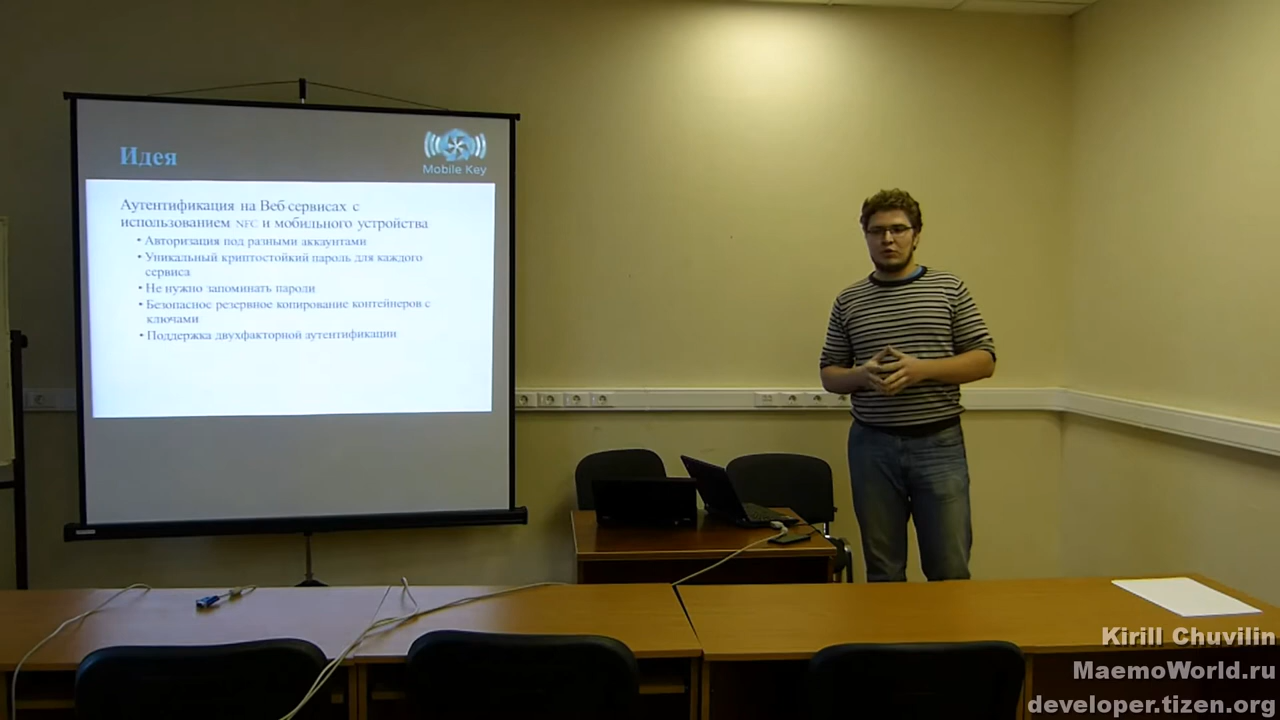 Идея
Mobile Key
Аутентификация на Веб сервисах с
использованием NFC и мобильного устройства
• Авторизация под разными аккаунтами
• Уникальный криптостойкий пароль для каждого
сервиса
• Не нужно запоминать пароли
• Безопасное резервное копирование контейнеров с
ключами
• Поддержка двухфакторной аутентификации
Kirill Chuvilin
MaemoWorld.ru
developer.tizen.org